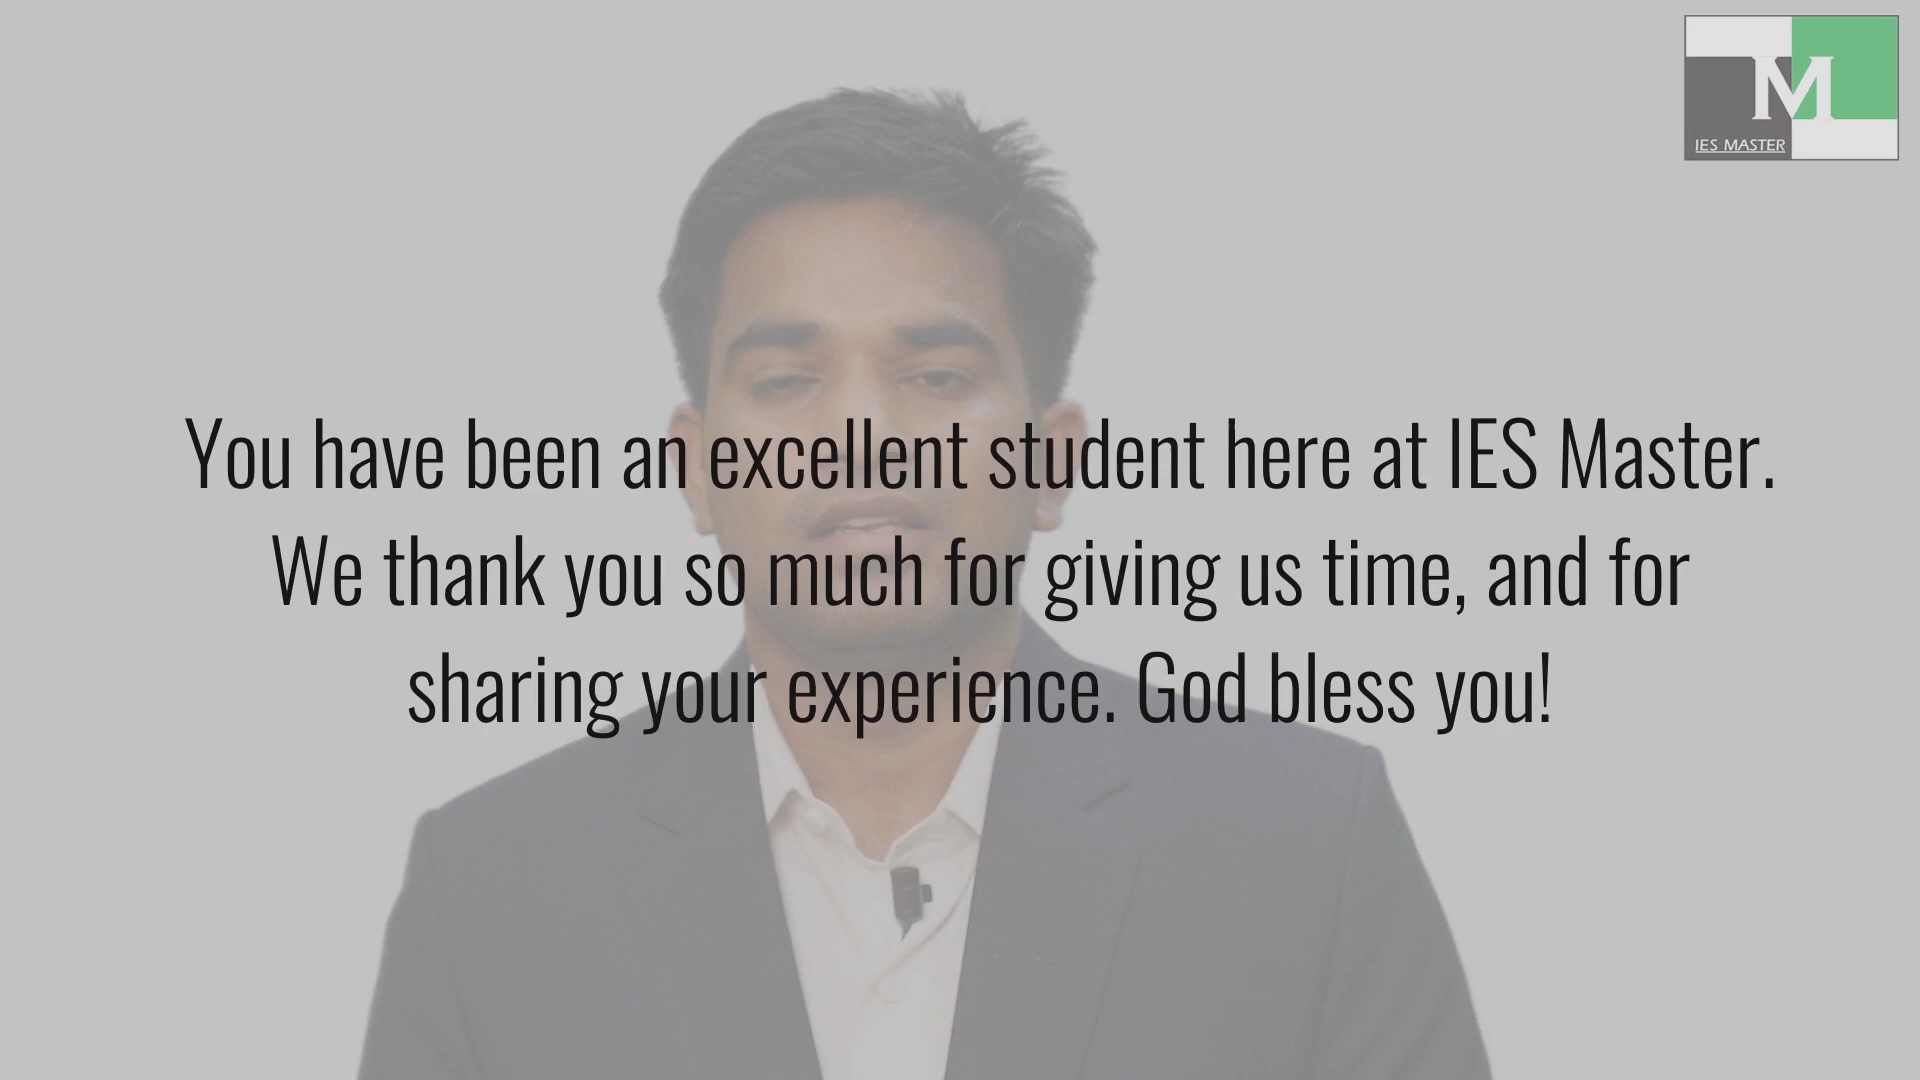 M
IES MASTER
You have been an excellent student here at IES Master.
We thank you so much for giving us time, and for
sharing your experience. God bless you!